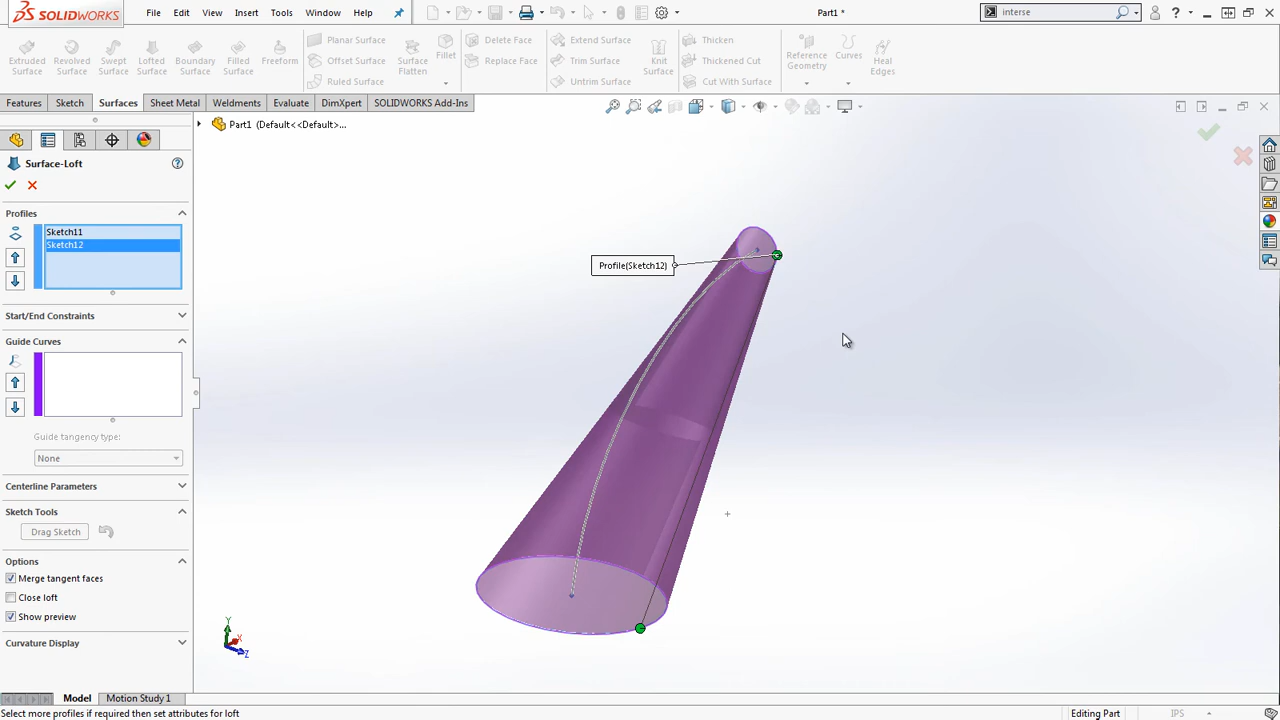 SOLIDWORKS File Edit View Insert Tools Window Help Part1 * interse
Extruded Surface
Revolved Surface
Swept Surface
Lofted Surface
Boundary Surface
Filled Surface
Freeform
Planar Surface
Offset Surface
Ruled Surface
Surface Flatten
Fillet
Delete Face
Replace Face
Extend Surface
Trim Surface
Untrim Surface
Knit Surface
Thicken
Thickened Cut
Cut With Surface
Reference Geometry
Curves
Heal Edges
Features Sketch Surfaces Sheet Metal Weldments Evaluate DimXpert SOLIDWORKS Add-Ins
Part1 (Default<<Default>...
Surface-Loft
Profiles
Sketch11
Sketch12
Profile(Sketch12)
Start/End Constraints
Guide Curves
Guide tangency type:
None
Centerline Parameters
Sketch Tools
Drag Sketch
Options
Merge tangent faces
Close loft
Show preview
Curvature Display
Y
X
Z
Model Motion Study 1
Select more profiles if required then set attributes for loft Editing Part IPS